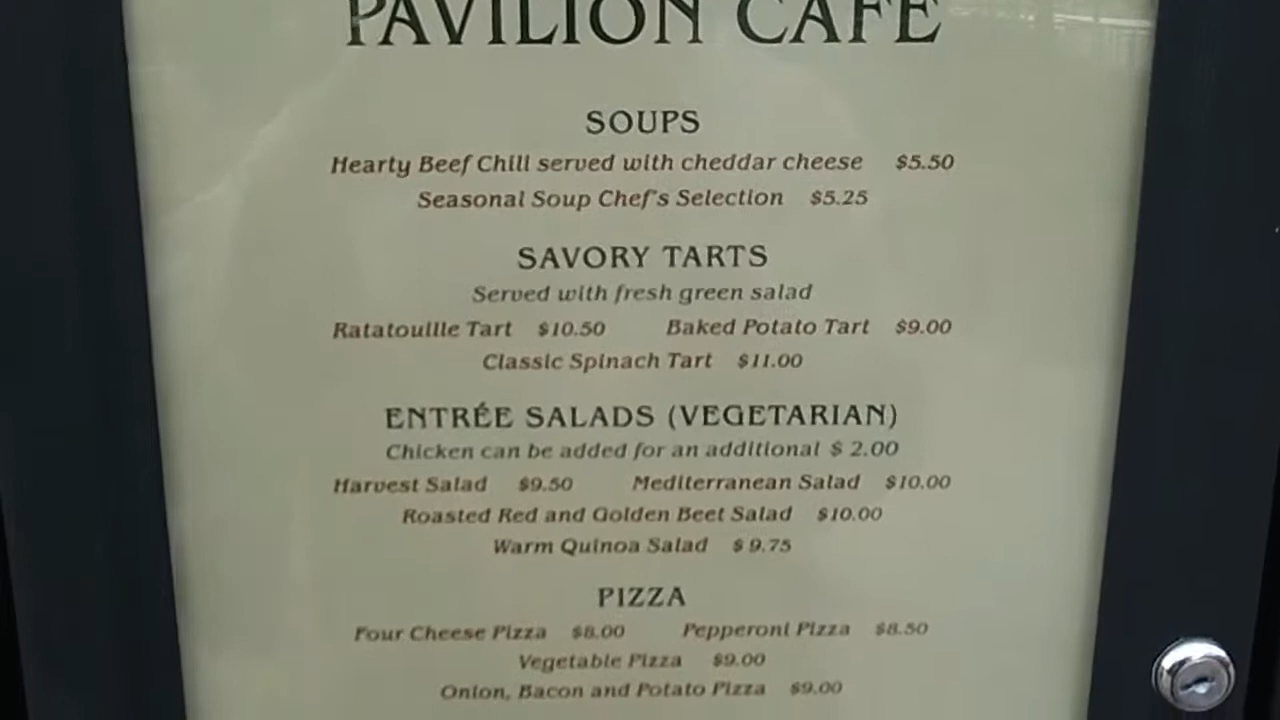 PAVILION CAFE
SOUPS
Hearty Beef Chili served with cheddar cheese $5.50
Seasonal Soup Chef's Selection $5.25
SAVORY TARTS
Served with fresh green salad
Ratatouille Tart $10.50 Baked Potato Tart $9.00
Classic Spinach Tart $11.00
ENTRÉE SALADS (VEGETARIAN)
Chicken can be added for an additional $ 2.00
Harvest Salad $9.50 Mediterranean Salad $10.00
Roasted Red and Golden Beet Salad $10.00
Warm Quinoa Salad $ 9.75
PIZZA
Four Cheese Pizza $8.00 Pepperoni Pizza $8.50
Vegetable Pizza $9.00
Onion, Bacon and Potato Pizza $9.00